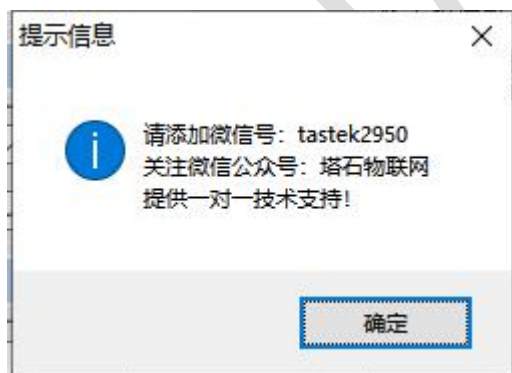 提示信息
请添加微信号：tastek2950
关注微信公众号：塔石物联网
提供一对一技术支持！
确定